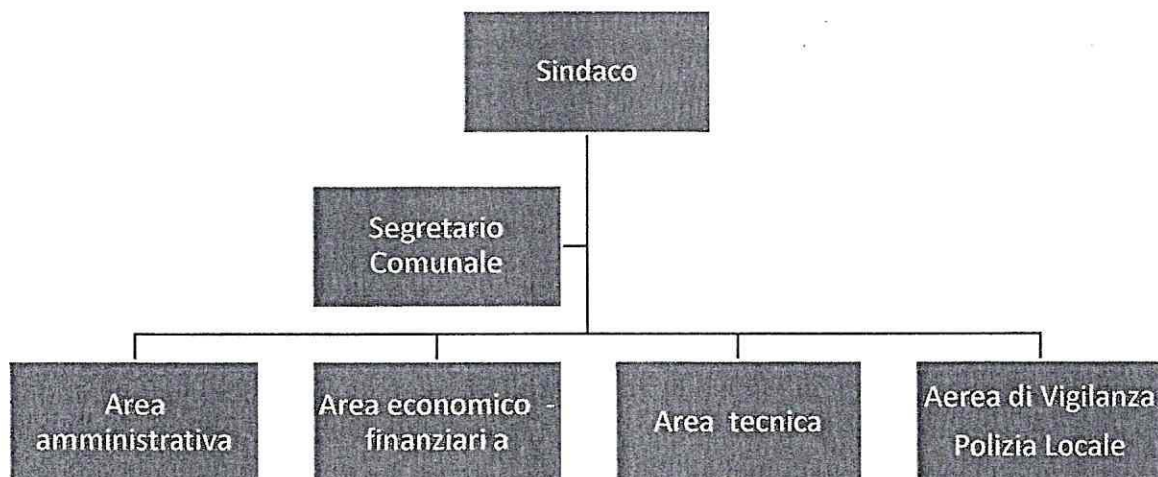 Sindaco
Segretario
Comunale
Area
amministrativa
Area economico -
finanziari a
Area tecnica
Aerea di Vigilanza
Polizia Locale